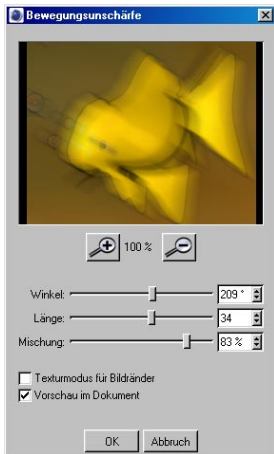 Bewegungsunschärfe
100 %
Winkel: 209 °
Länge: 34
Mischung: 83 %
Texturmodus für Bildränder
Vorschau im Dokument
OK Abbruch